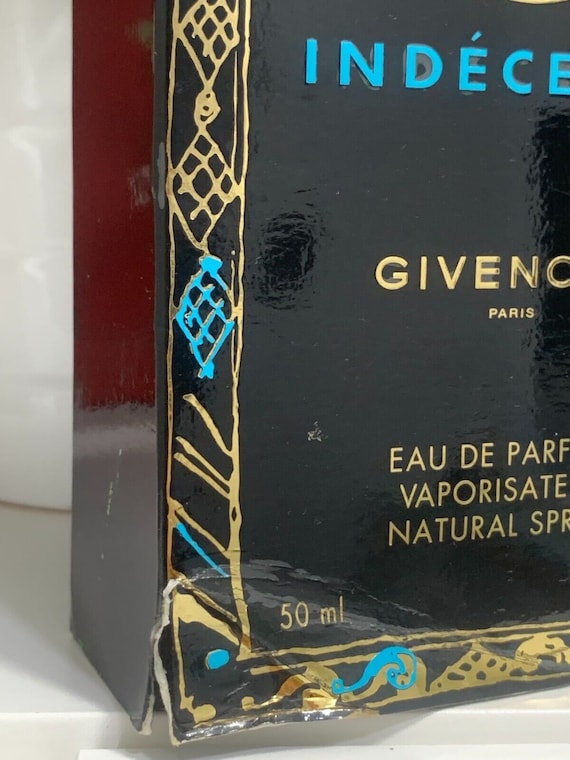 INDÉCE
GIVENC
PARIS
EAU DE PARF
VAPORISATE
NATURAL SPR
50 ml